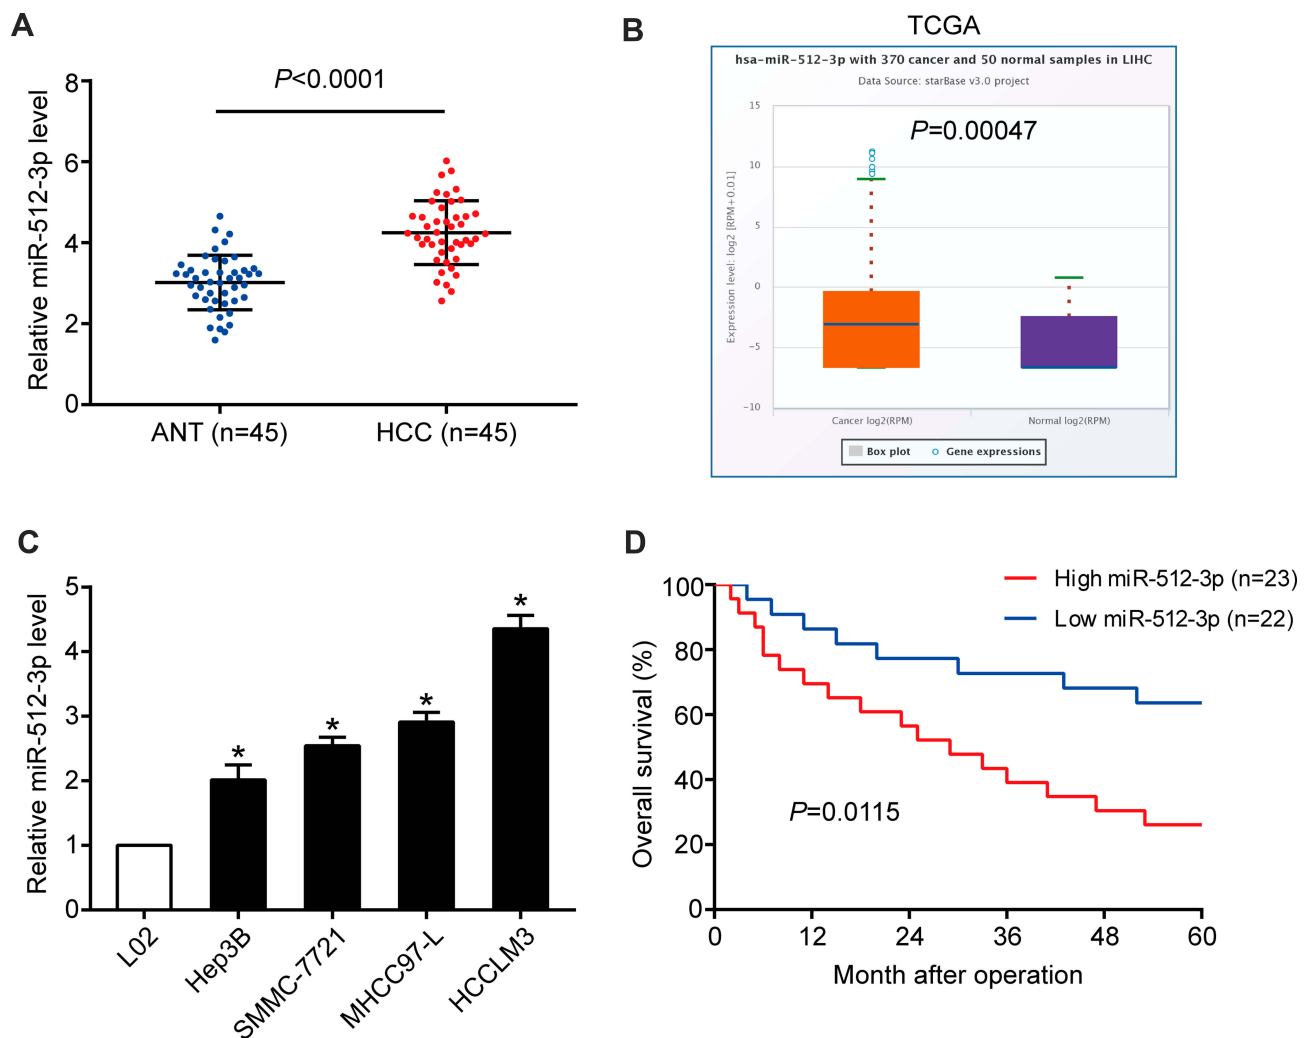 A
P<0.0001
Relative miR-512-3p level
8
6
4
2
0
ANT (n=45)
HCC (n=45)
B
TCGA
hsa-miR-512-3p with 370 cancer and 50 normal samples in LIHC
Data Source: starBase v3.0 project
P=0.00047
Expression level: log2 [RPM+0.01]
15
10
5
0
−5
−10
Cancer log2(RPM)
Normal log2(RPM)
Box plot
Gene expressions
C
Relative miR-512-3p level
5
4
3
2
1
0
*
*
*
*
L02
Hep3B
SMMC-7721
MHCC97-L
HCCLM3
D
High miR-512-3p (n=23)
Low miR-512-3p (n=22)
Overall survival (%)
100
80
60
40
20
0
P=0.0115
0
12
24
36
48
60
Month after operation